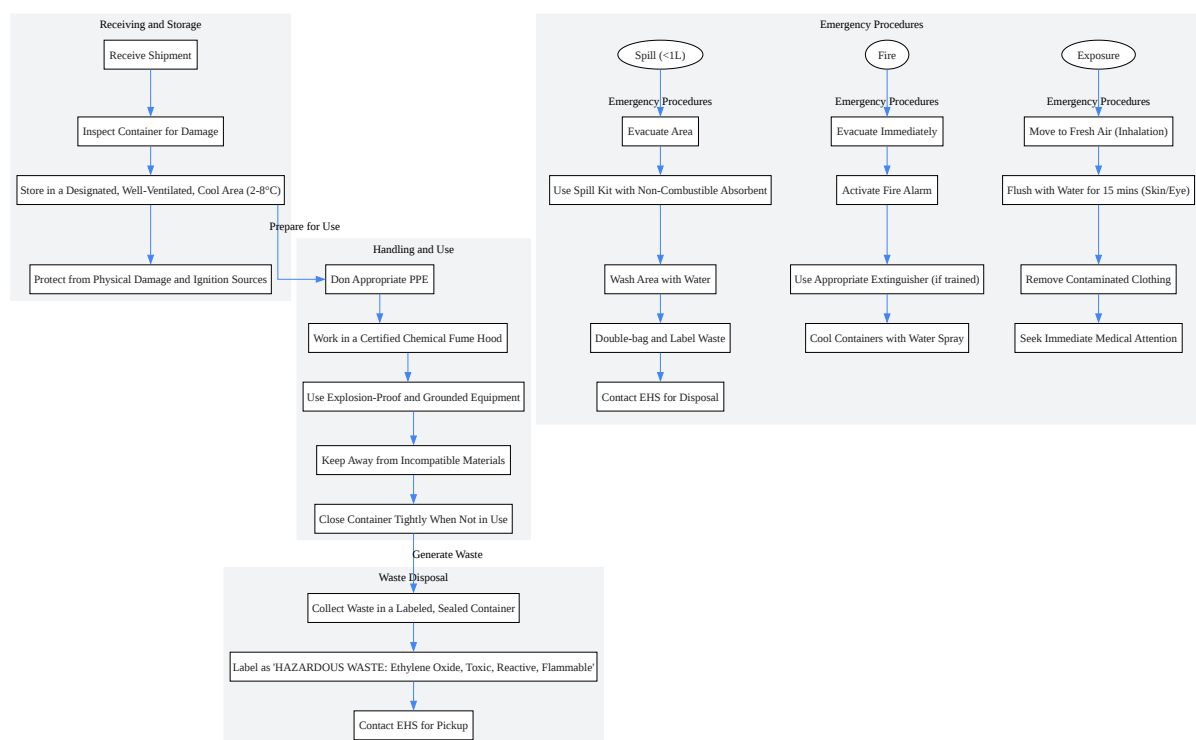 Receiving and Storage
Receive Shipment
Inspect Container for Damage
Store in a Designated, Well-Ventilated, Cool Area (2-8°C)
Prepare for Use
Protect from Physical Damage and Ignition Sources
Handling and Use
Don Appropriate PPE
Work in a Certified Chemical Fume Hood
Use Explosion-Proof and Grounded Equipment
Keep Away from Incompatible Materials
Close Container Tightly When Not in Use
Generate Waste
Waste Disposal
Collect Waste in a Labeled, Sealed Container
Label as 'HAZARDOUS WASTE: Ethylene Oxide, Toxic, Reactive, Flammable'
Contact EHS for Pickup
Emergency Procedures
Spill (<1L)
Emergency Procedures
Evacuate Area
Use Spill Kit with Non-Combustible Absorbent
Wash Area with Water
Double-bag and Label Waste
Contact EHS for Disposal
Fire
Emergency Procedures
Evacuate Immediately
Activate Fire Alarm
Use Appropriate Extinguisher (if trained)
Cool Containers with Water Spray
Exposure
Emergency Procedures
Move to Fresh Air (Inhalation)
Flush with Water for 15 mins (Skin/Eye)
Remove Contaminated Clothing
Seek Immediate Medical Attention